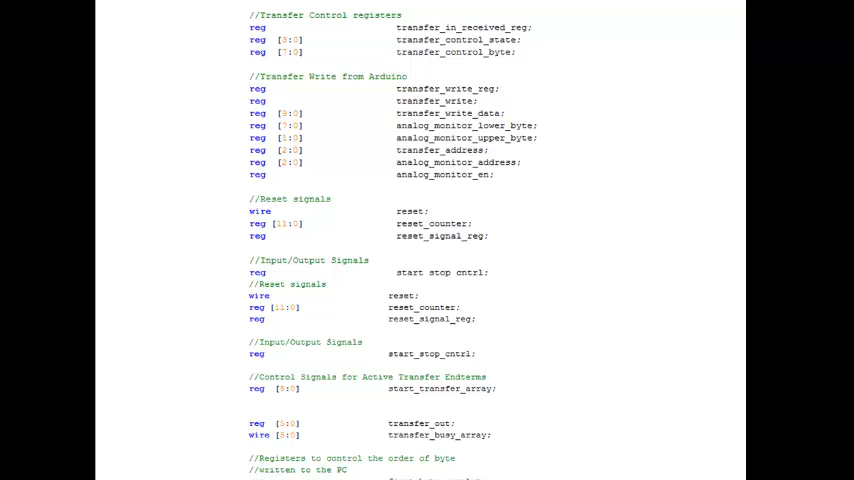 //Transfer Control registers
reg transfer_in_received_reg;
reg [3:0] transfer_control_state;
reg [7:0] transfer_control_byte;
//Transfer Write from Arduino
reg transfer_write_reg;
reg transfer_write;
reg [9:0] transfer_write_data;
reg [7:0] analog_monitor_lower_byte;
reg [1:0] analog_monitor_upper_byte;
reg [2:0] transfer_address;
reg [2:0] analog_monitor_address;
reg analog_monitor_en;
//Reset signals
wire reset;
reg [11:0] reset_counter;
reg reset_signal_reg;
//Input/Output Signals
reg start stop cntrl;
//Reset signals
wire reset;
reg [11:0] reset_counter;
reg reset_signal_reg;
//Input/Output Signals
reg start_stop_cntrl;
//Control Signals for Active Transfer Endterms
reg [5:0] start_transfer_array;
reg [5:0] transfer_out;
wire [5:0] transfer_busy_array;
//Registers to control the order of byte
//written to the PC